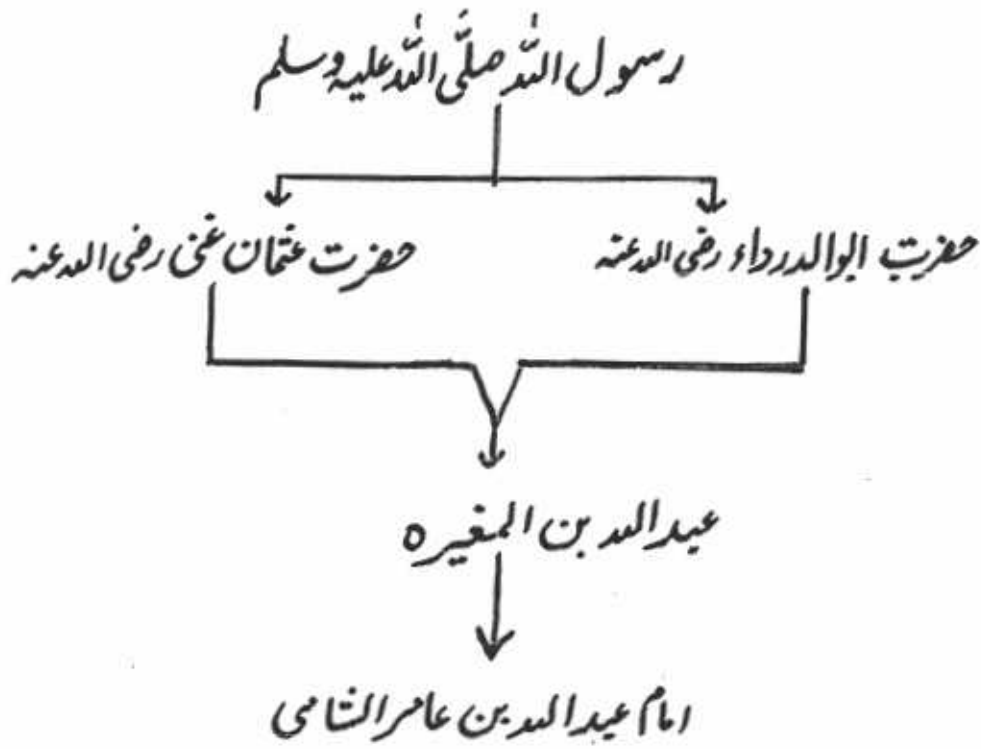 رسول اللہ صلَّی اللہ علیہ وسلم
حضرت ابوالدرداء رضی اللہ عنہ
حضرت عثمان غنی رضی اللہ عنہ
عبداللہ بن المغیرہ
امام عبداللہ بن عامر الشامی